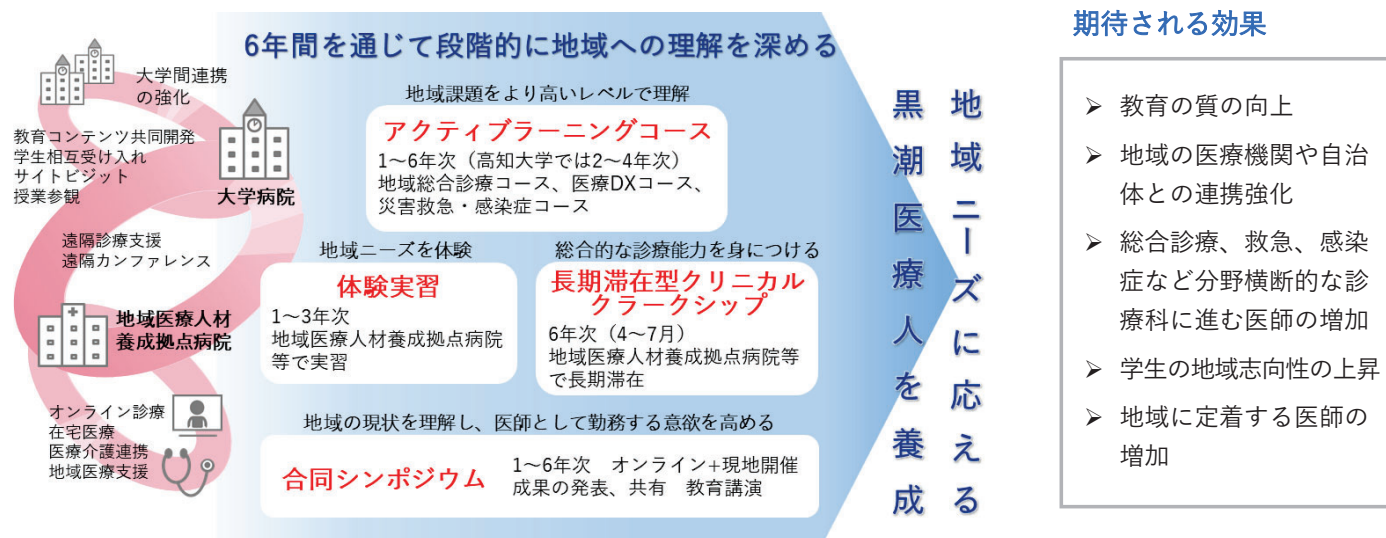 6年間を通じて段階的に地域への理解を深める
大学間連携
の強化
教育コンテンツ共同開発
学生相互受け入れ
サイトビジット
授業参観
大学病院
遠隔診療支援
遠隔カンファレンス
地域医療人材
養成拠点病院
オンライン診療
在宅医療
医療介護連携
地域医療支援
地域課題をより高いレベルで理解
アクティブラーニングコース
1~6年次（高知大学では2~4年次）
地域総合診療コース、医療DXコース、
災害救急・感染症コース
地域ニーズを体験
体験実習
1~3年次
地域医療人材養成拠点病院
等で実習
総合的な診療能力を身につける
長期滞在型クリニカル
クラークシップ
6年次（4~7月）
地域医療人材養成拠点病院等
で長期滞在
地域の現状を理解し、医師として勤務する意欲を高める
合同シンポジウム
1~6年次　オンライン+現地開催
成果の発表、共有　教育講演
地域ニーズに応える
黒潮医療人を養成
期待される効果
➢ 教育の質の向上
➢ 地域の医療機関や自治
体との連携強化
➢ 総合診療、救急、感染
症など分野横断的な診
療科に進む医師の増加
➢ 学生の地域志向性の上昇
➢ 地域に定着する医師の
増加